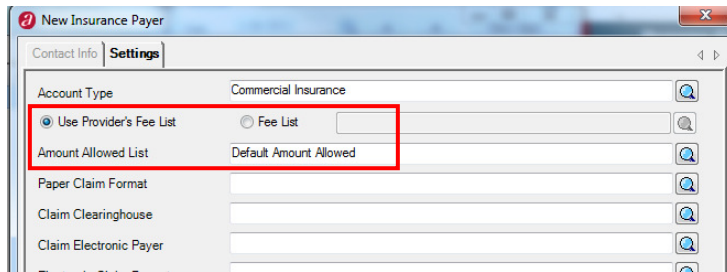 New Insurance Payer
Contact Info Settings
Account Type Commercial Insurance
Use Provider's Fee List Fee List
Amount Allowed List Default Amount Allowed
Paper Claim Format
Claim Clearinghouse
Claim Electronic Payer